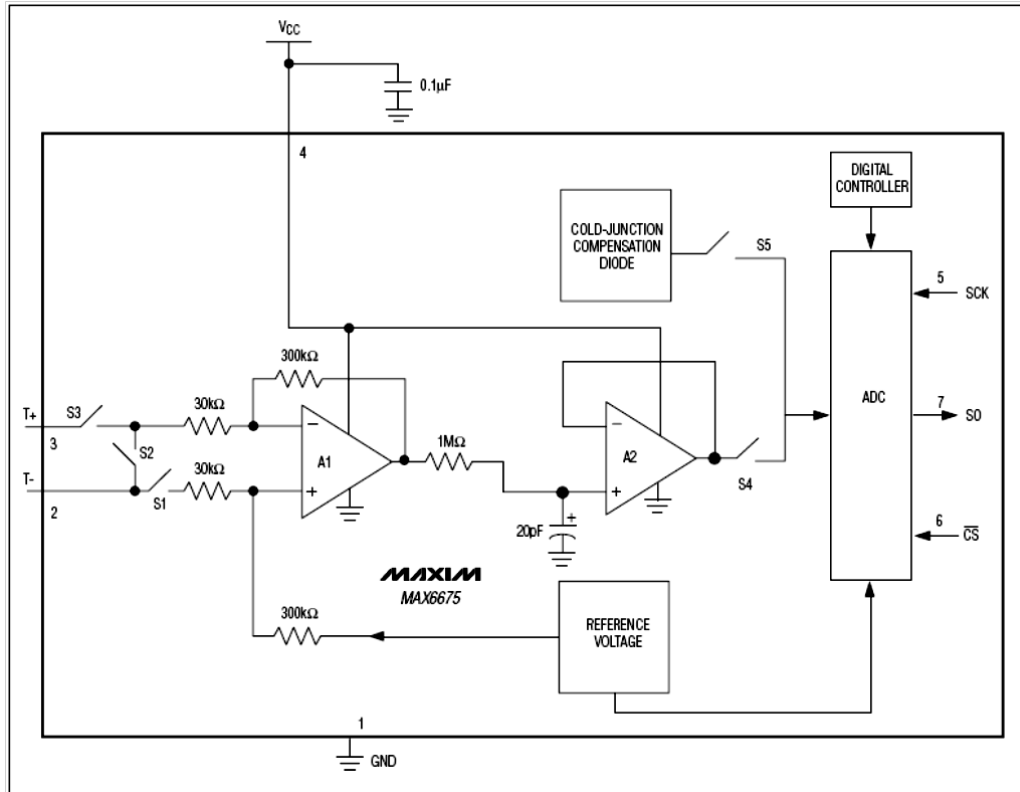 VCC
0.1μF
4
DIGITAL
CONTROLLER
COLD-JUNCTION
COMPENSATION
DIODE
S5
5
SCK
300kΩ
T+
S3
3
30kΩ
S2
A1
1MΩ
A2
ADC
7
SO
T-
2
S1
30kΩ
S4
20pF
6
CS
MAXIM
MAX6675
300kΩ
REFERENCE
VOLTAGE
1
GND